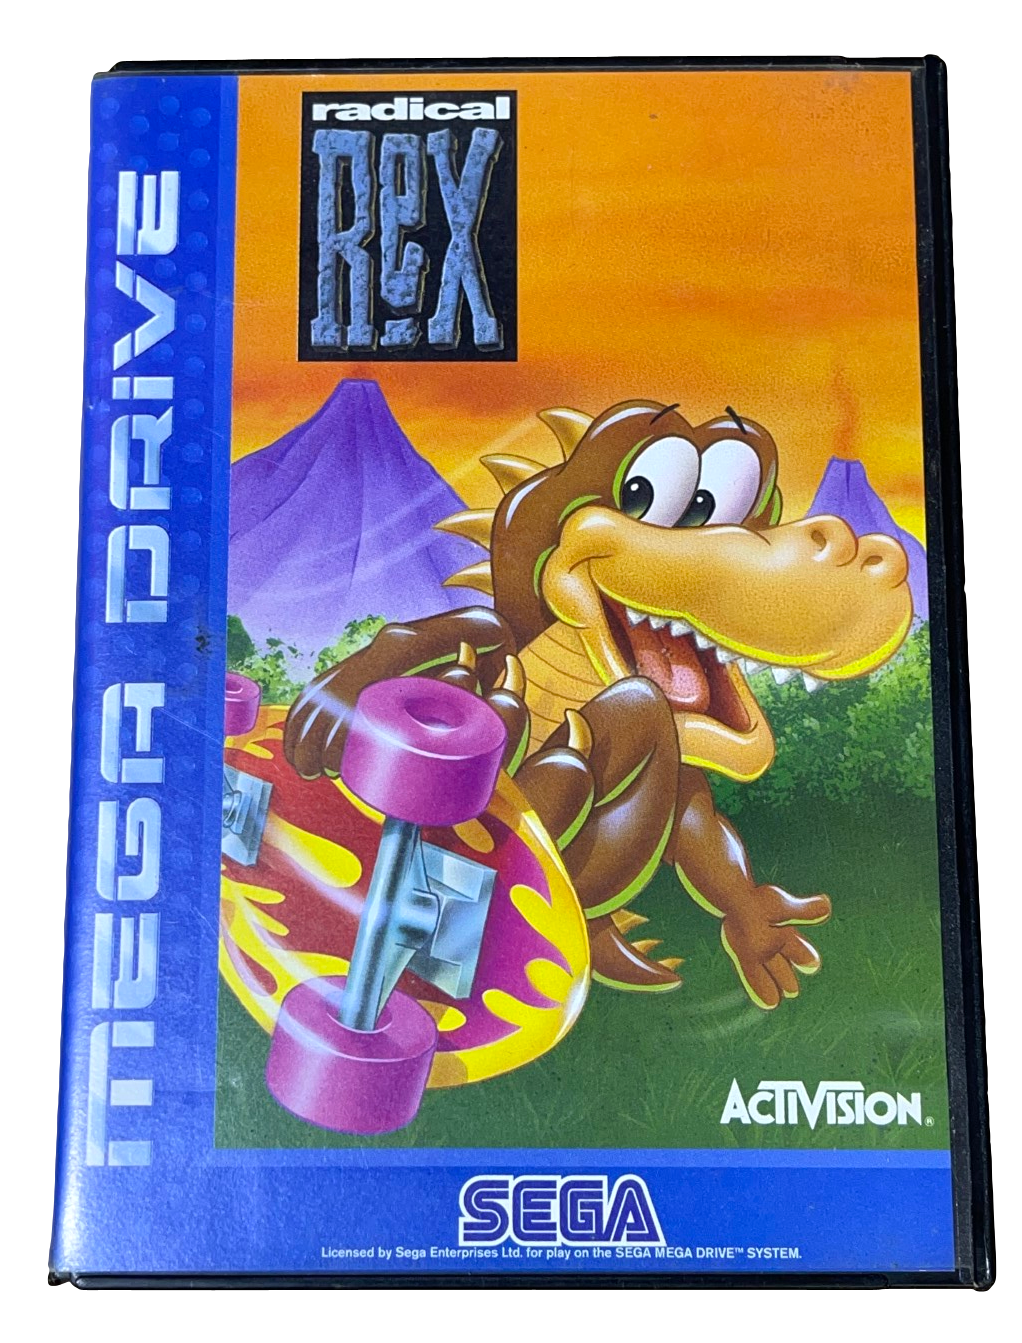 radical
ReX
MEGA DRIVE
ACTIVISION®
SEGA
Licensed by Sega Enterprises Ltd. for play on the SEGA MEGA DRIVE™ SYSTEM.